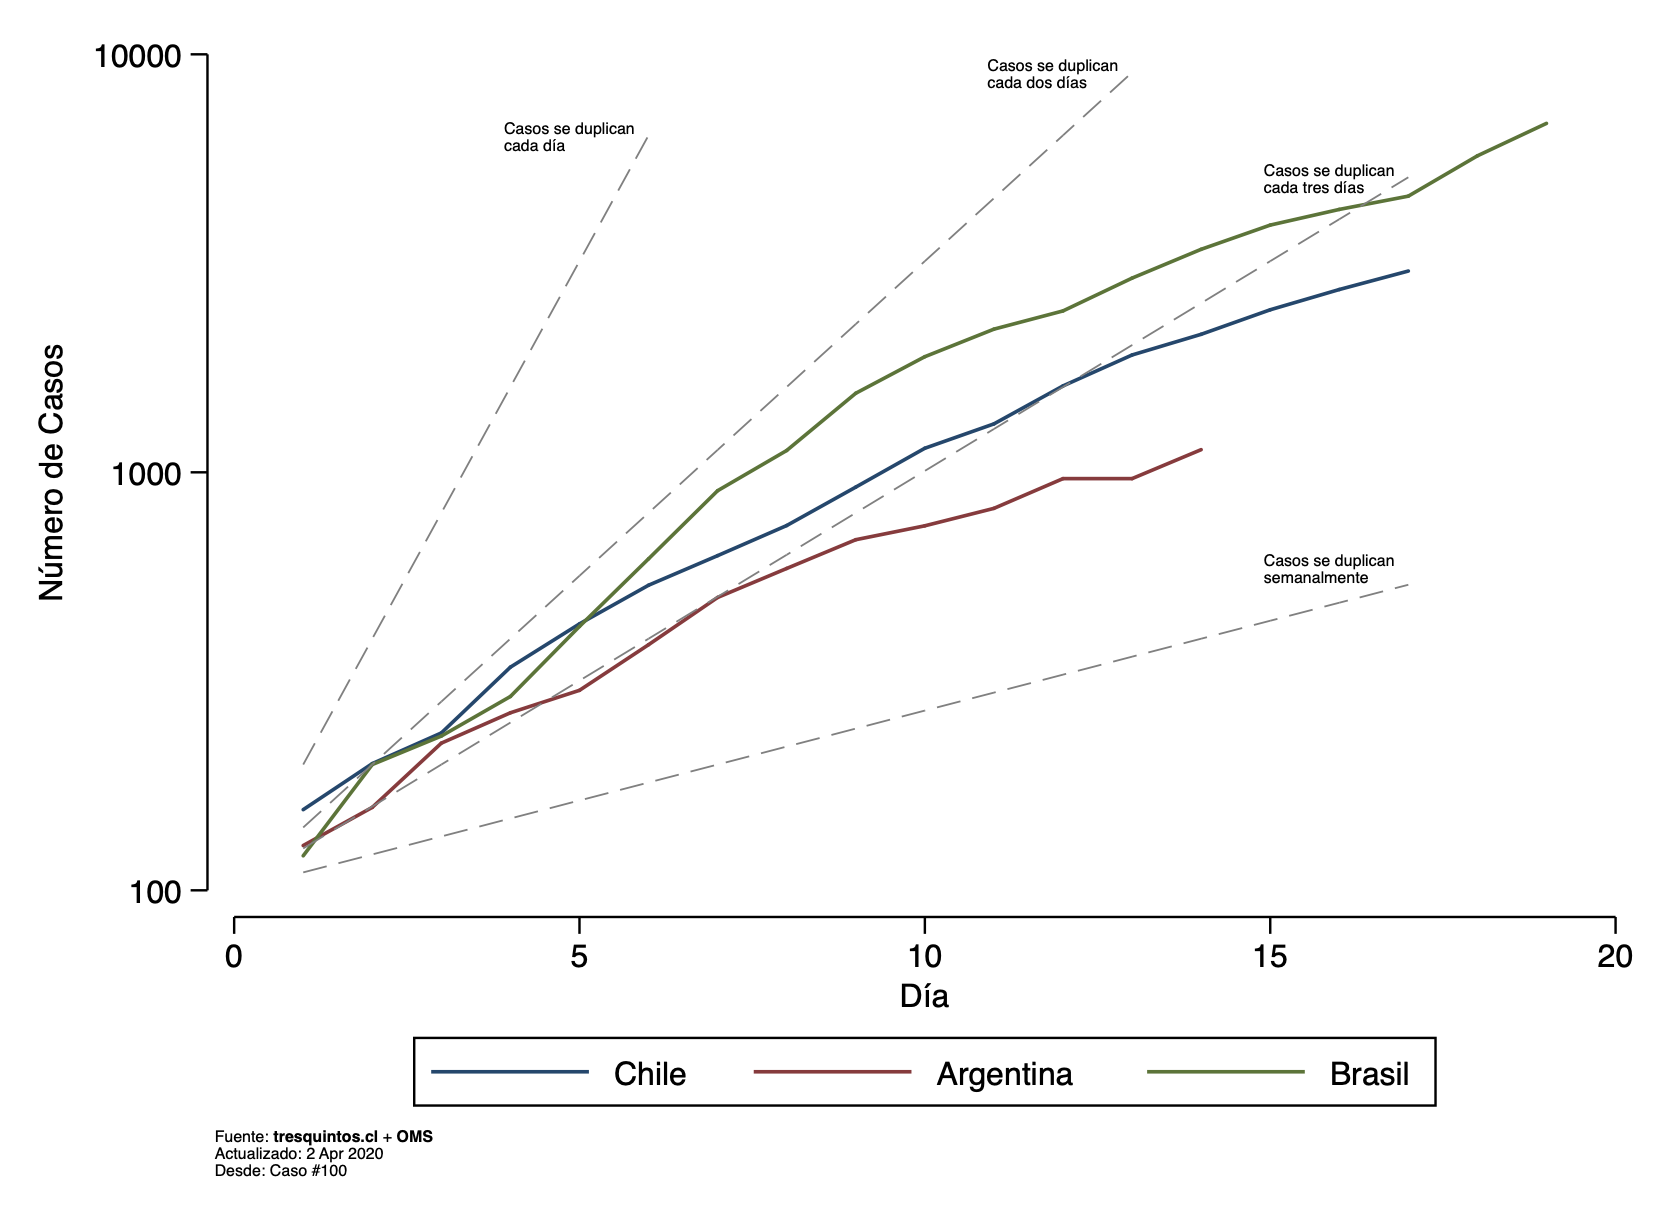 10000
1000
100
Número de Casos
Casos se duplican
cada día
Casos se duplican
cada dos días
Casos se duplican
cada tres días
Casos se duplican
semanalmente
0 5 10 15 20
Día
Chile Argentina Brasil
Fuente: tresquintos.cl + OMS
Actualizado: 2 Apr 2020
Desde: Caso #100